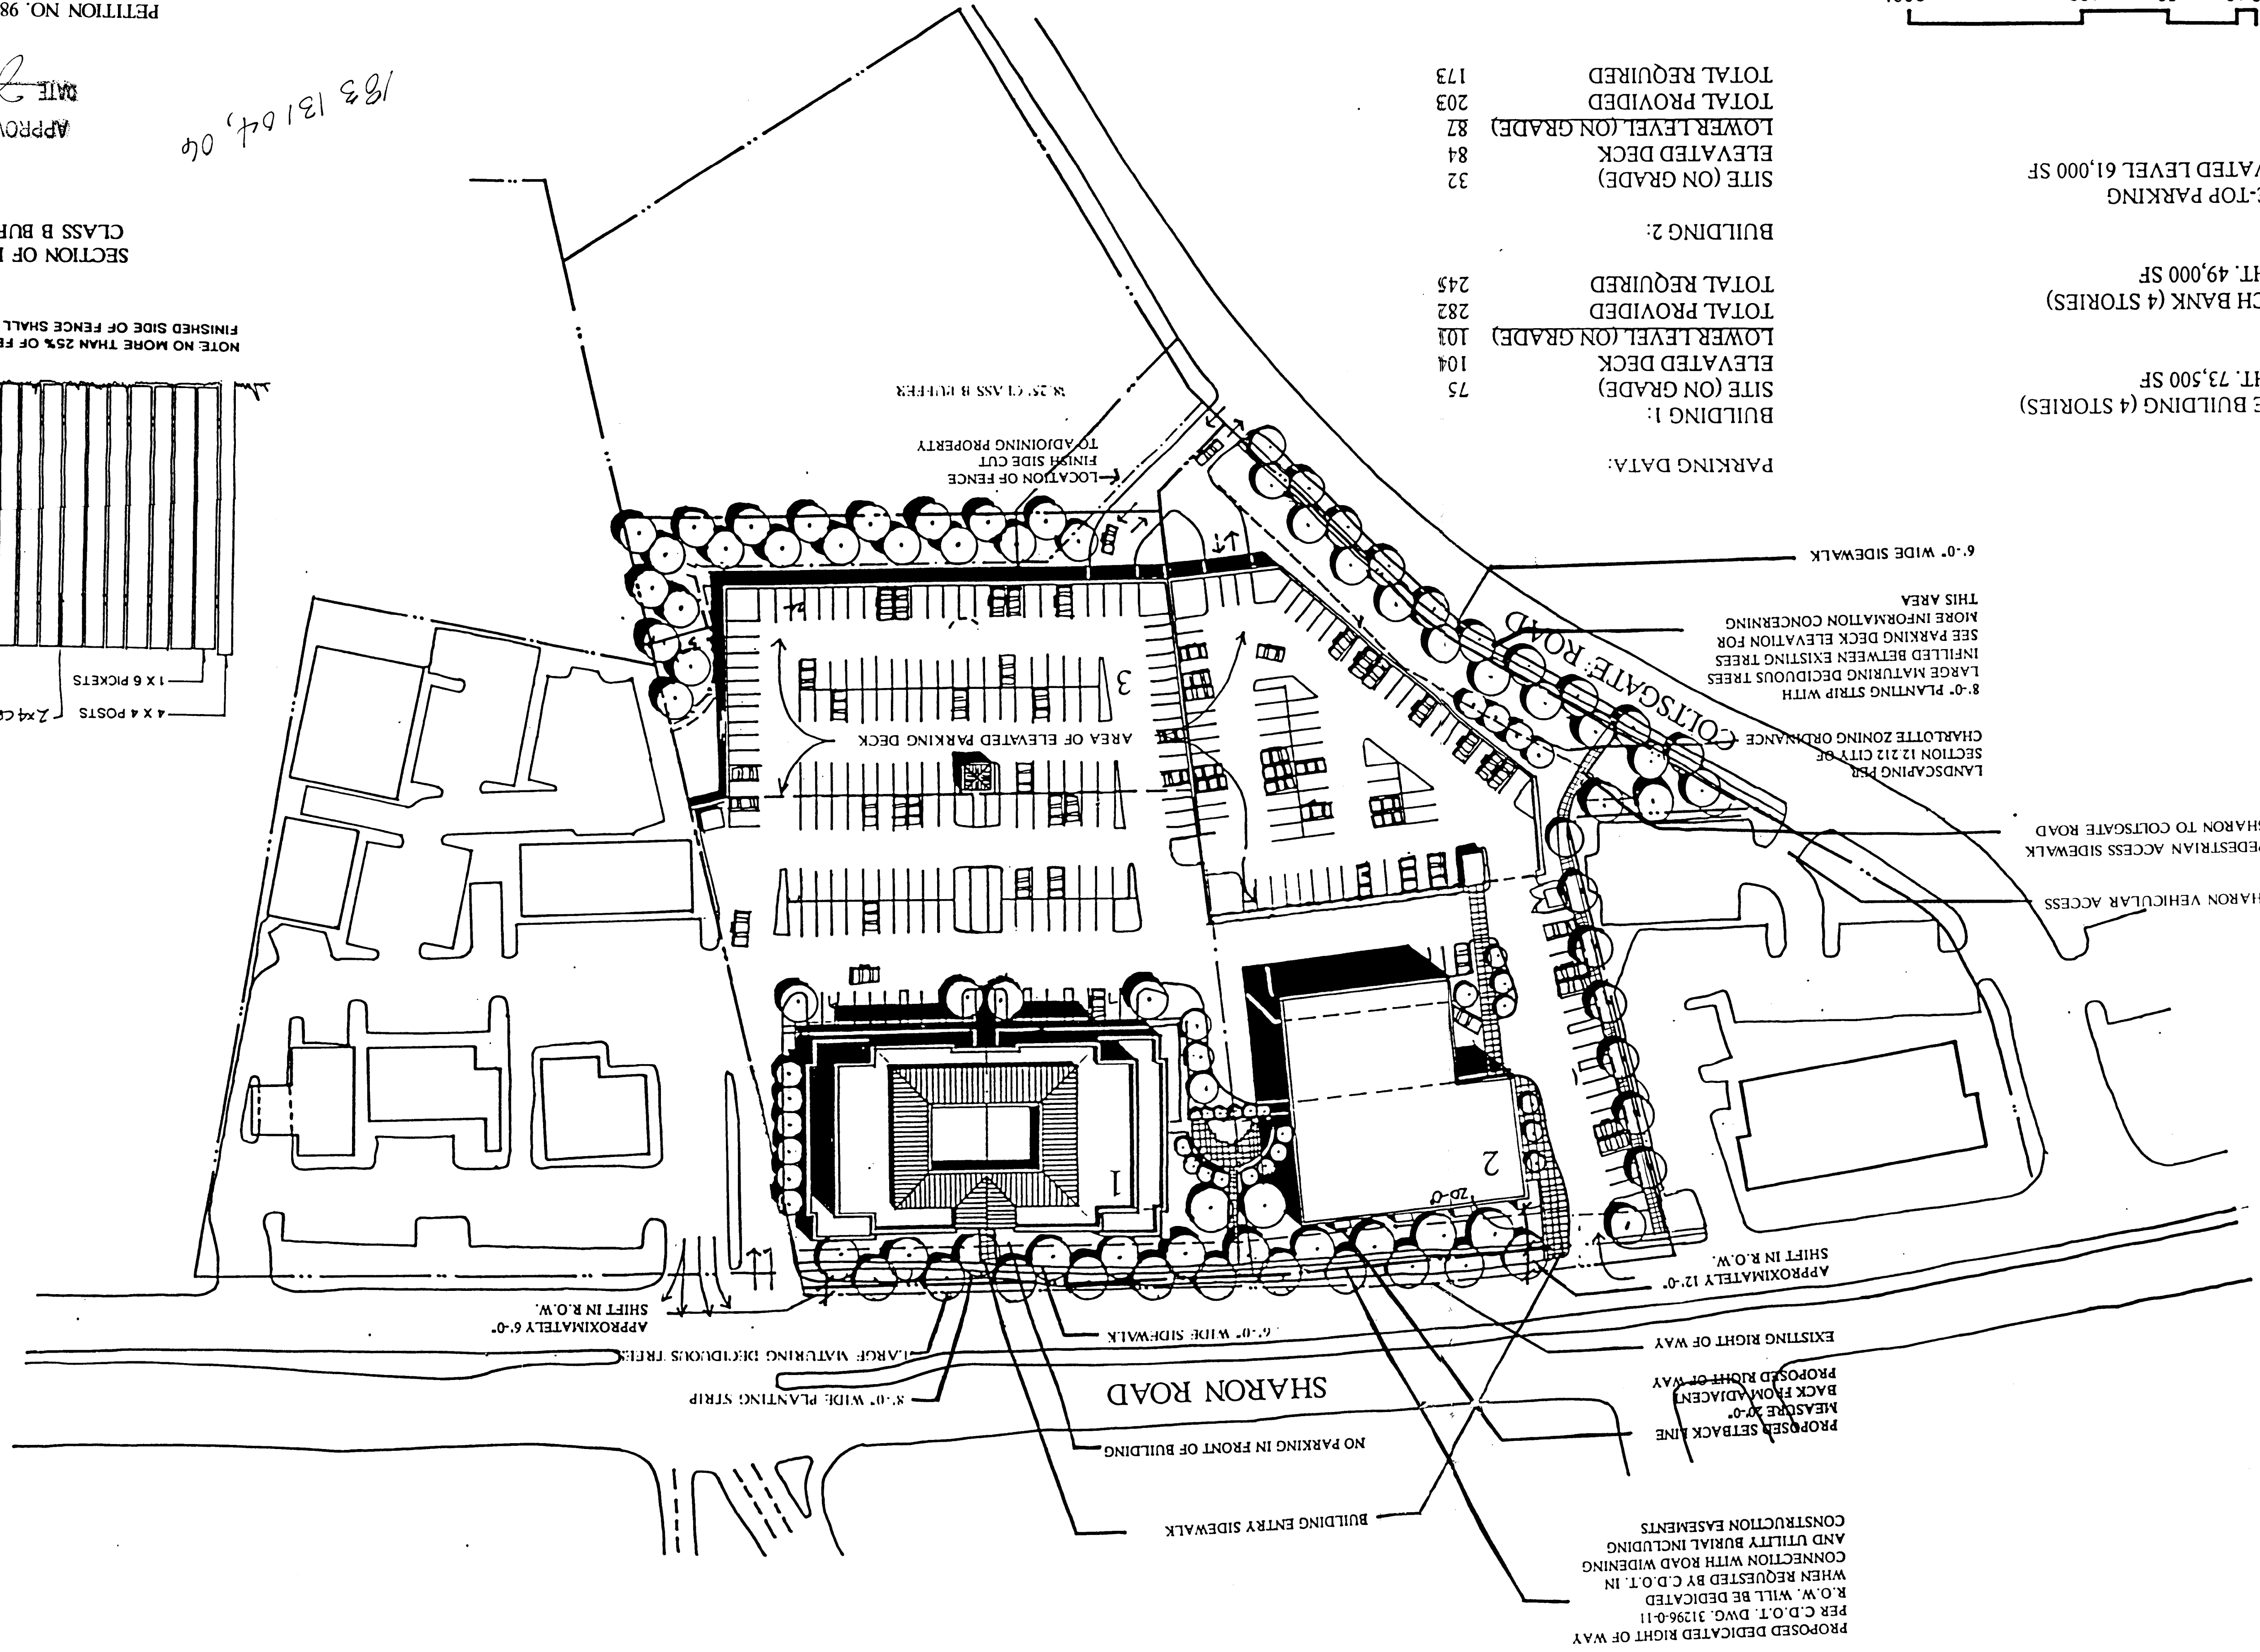 PROPOSED DEDICATED RIGHT OF WAY
PER C.D.O.T. DWG. 31296-0-11
R.O.W. WILL BE DEDICATED
WHEN REQUESTED BY C.D.O.T. IN
CONNECTION WITH ROAD WIDENING
AND UTILITY BURIAL INCLUDING
CONSTRUCTION EASEMENTS
BUILDING ENTRY SIDEWALK
PROPOSED SETBACK LINE
MEASURE 20'-0"
BACK FROM ADJACENT
PROPOSED RIGHT OF WAY
NO PARKING IN FRONT OF BUILDING
EXISTING RIGHT OF WAY
SHARON ROAD
8'-0" WIDE PLANTING STRIP
LARGE MATURING DECIDUOUS TREES
6'-0" WIDE SIDEWALK
APPROXIMATELY 12'-0"
SHIFT IN R.O.W.
APPROXIMATELY 6'-0"
SHIFT IN R.O.W.
20'-0"
2
1
HARON VEHICULAR ACCESS
PEDESTRIAN ACCESS SIDEWALK
SHARON TO COLTSGATE ROAD
LANDSCAPING PER
SECTION 12.212 CITY OF
CHARLOTTE ZONING ORDINANCE
COLTSGATE ROAD
AREA OF ELEVATED PARKING DECK
3
8'-0" PLANTING STRIP WITH
LARGE MATURING DECIDUOUS TREES
INFILLED BETWEEN EXISTING TREES
SEE PARKING DECK ELEVATION FOR
MORE INFORMATION CONCERNING
THIS AREA
6'-0" WIDE SIDEWALK
4 X 4 POSTS
2x4
1 X 6 PICKETS
LOCATION OF FENCE
FINISH SIDE CUT
TO ADJOINING PROPERTY
25' CLASS B BUFFER
PARKING DATA:
BUILDING 1:
SITE (ON GRADE) 75
ELEVATED DECK 104
LOWER LEVEL (ON GRADE) 103
TOTAL PROVIDED 282
TOTAL REQUIRED 245
BUILDING 2:
SITE (ON GRADE) 32
ELEVATED DECK 84
LOWER LEVEL (ON GRADE) 87
TOTAL PROVIDED 203
TOTAL REQUIRED 173
E BUILDING (4 STORIES)
HT. 73,500 SF
CH BANK (4 STORIES)
HT. 49,000 SF
-TOP PARKING
VATED LEVEL 61,000 SF
NOTE: NO MORE THAN 25% OF FE
FINISHED SIDE OF FENCE SHALL
SECTION OF
CLASS B BUF
183 131 04, 06
APPROV
DATE
PETITION NO. 98